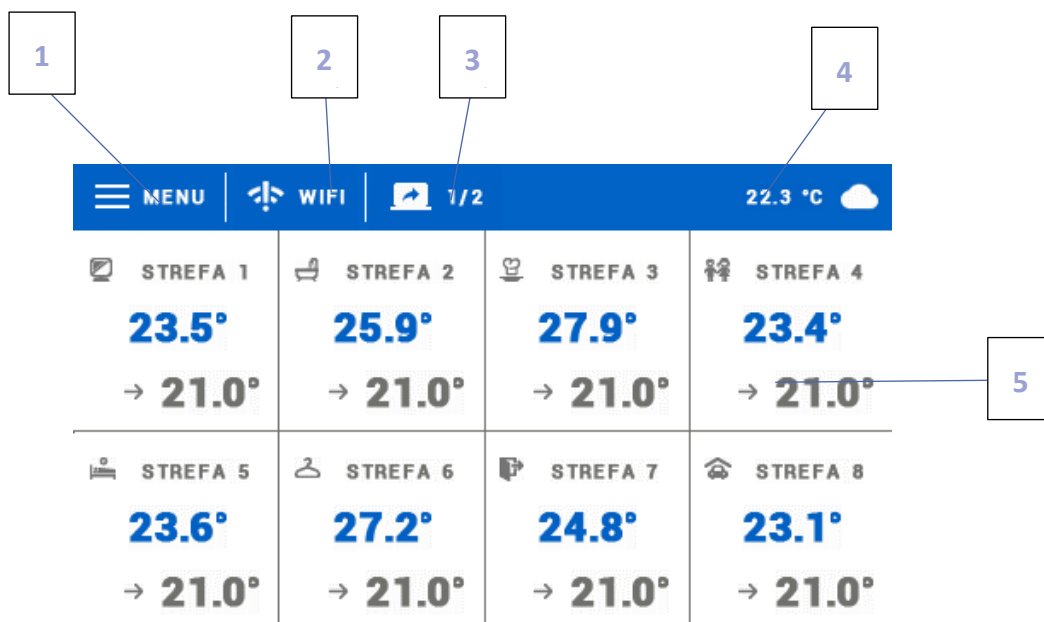 1 2 3 4
MENU WIFI 1/2 22.3 °C
STREFA 1 STREFA 2 STREFA 3 STREFA 4
23.5° 25.9° 27.9° 23.4°
→ 21.0° → 21.0° → 21.0° → 21.0°
5
STREFA 5 STREFA 6 STREFA 7 STREFA 8
23.6° 27.2° 24.8° 23.1°
→ 21.0° → 21.0° → 21.0° → 21.0°